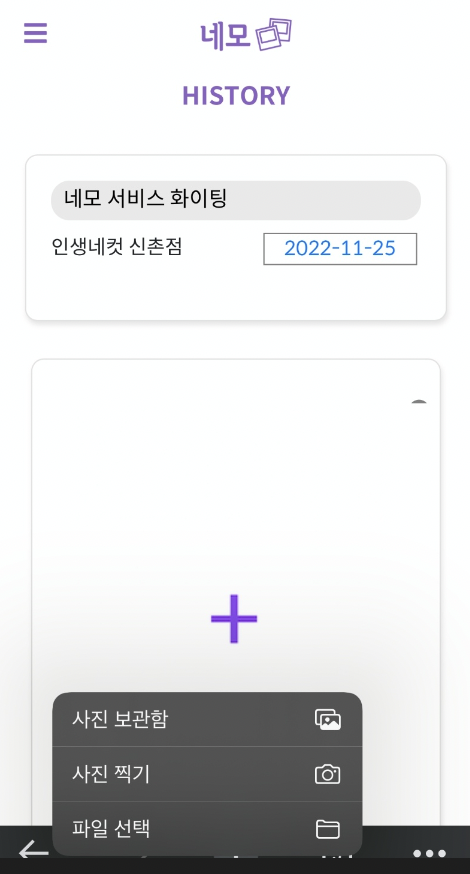 네모
HISTORY
네모 서비스 화이팅
인생네컷 신촌점
2022-11-25
사진 보관함
사진 찍기
파일 선택